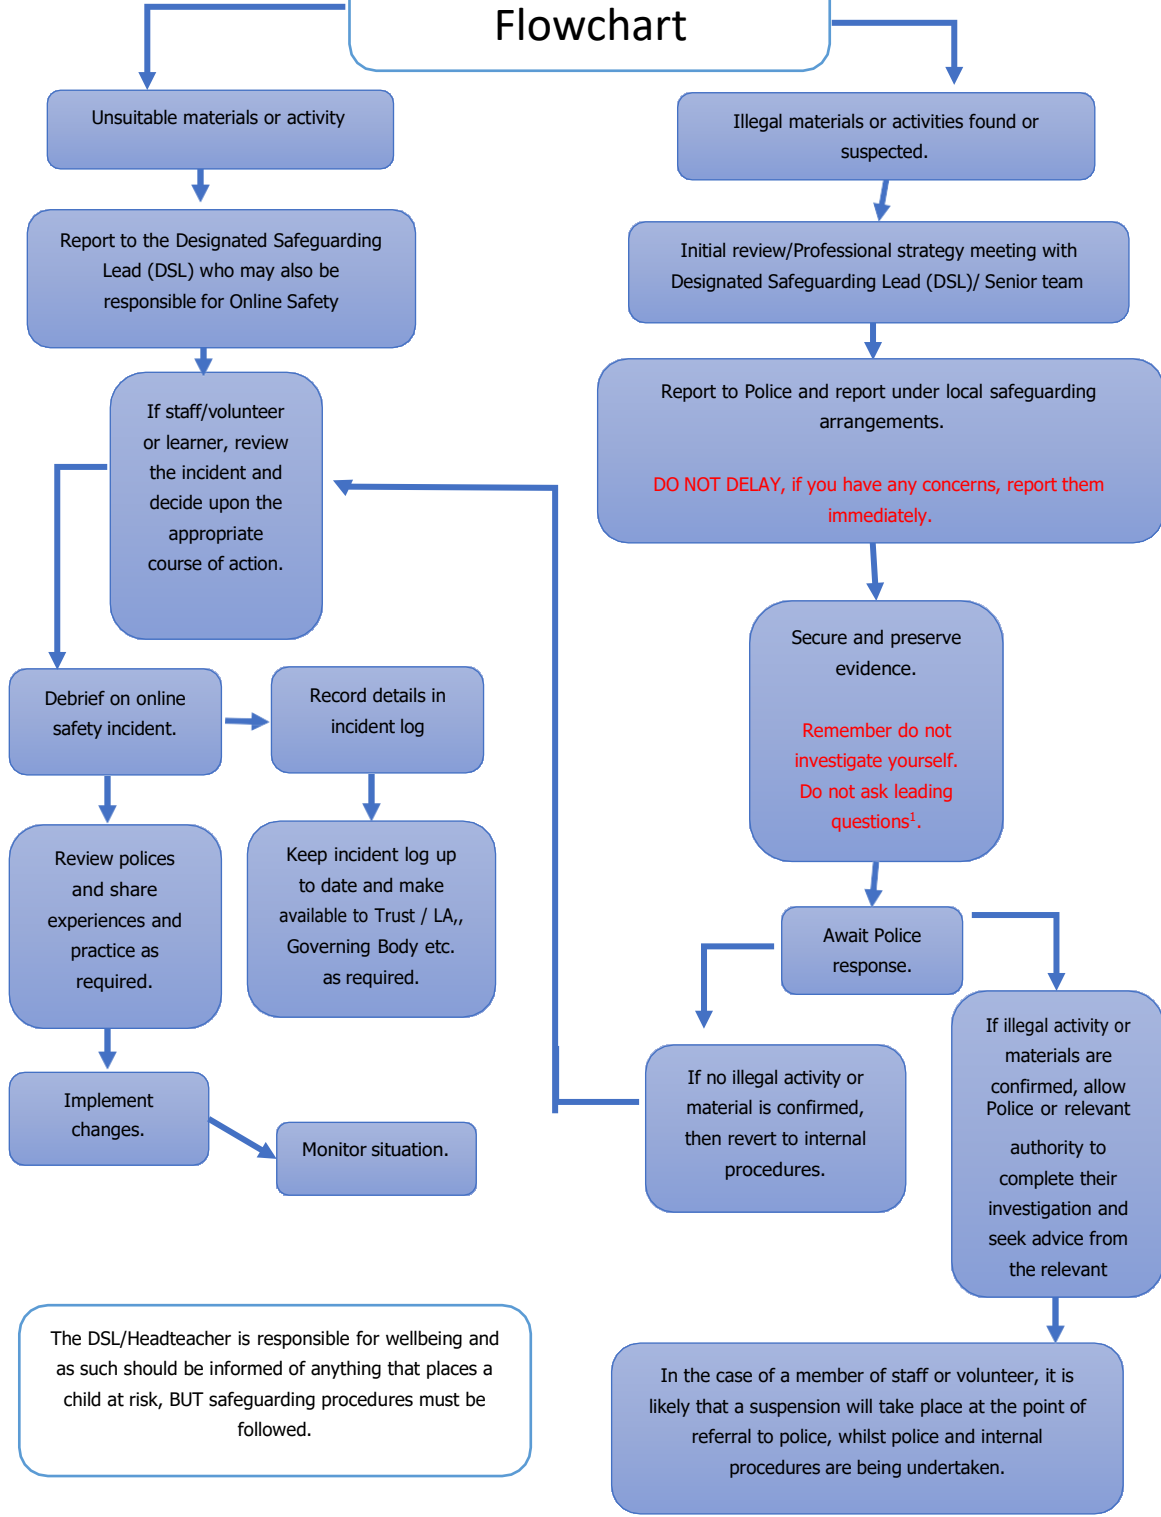 Flowchart
Unsuitable materials or activity
Report to the Designated Safeguarding
Lead (DSL) who may also be
responsible for Online Safety
If staff/volunteer
or learner, review
the incident and
decide upon the
appropriate
course of action.
Debrief on online
safety incident.
Record details in
incident log
Review polices
and share
experiences and
practice as
required.
Keep incident log up
to date and make
available to Trust / LA,,
Governing Body etc.
as required.
Implement
changes.
Monitor situation.
Illegal materials or activities found or
suspected.
Initial review/Professional strategy meeting with
Designated Safeguarding Lead (DSL)/ Senior team
Report to Police and report under local safeguarding
arrangements.
DO NOT DELAY, if you have any concerns, report them
immediately.
Secure and preserve
evidence.
Remember do not
investigate yourself.
Do not ask leading
questions¹.
Await Police
response.
If no illegal activity or
material is confirmed,
then revert to internal
procedures.
If illegal activity or
materials are
confirmed, allow
Police or relevant
authority to
complete their
investigation and
seek advice from
the relevant
In the case of a member of staff or volunteer, it is
likely that a suspension will take place at the point of
referral to police, whilst police and internal
procedures are being undertaken.
The DSL/Headteacher is responsible for wellbeing and
as such should be informed of anything that places a
child at risk, BUT safeguarding procedures must be
followed.